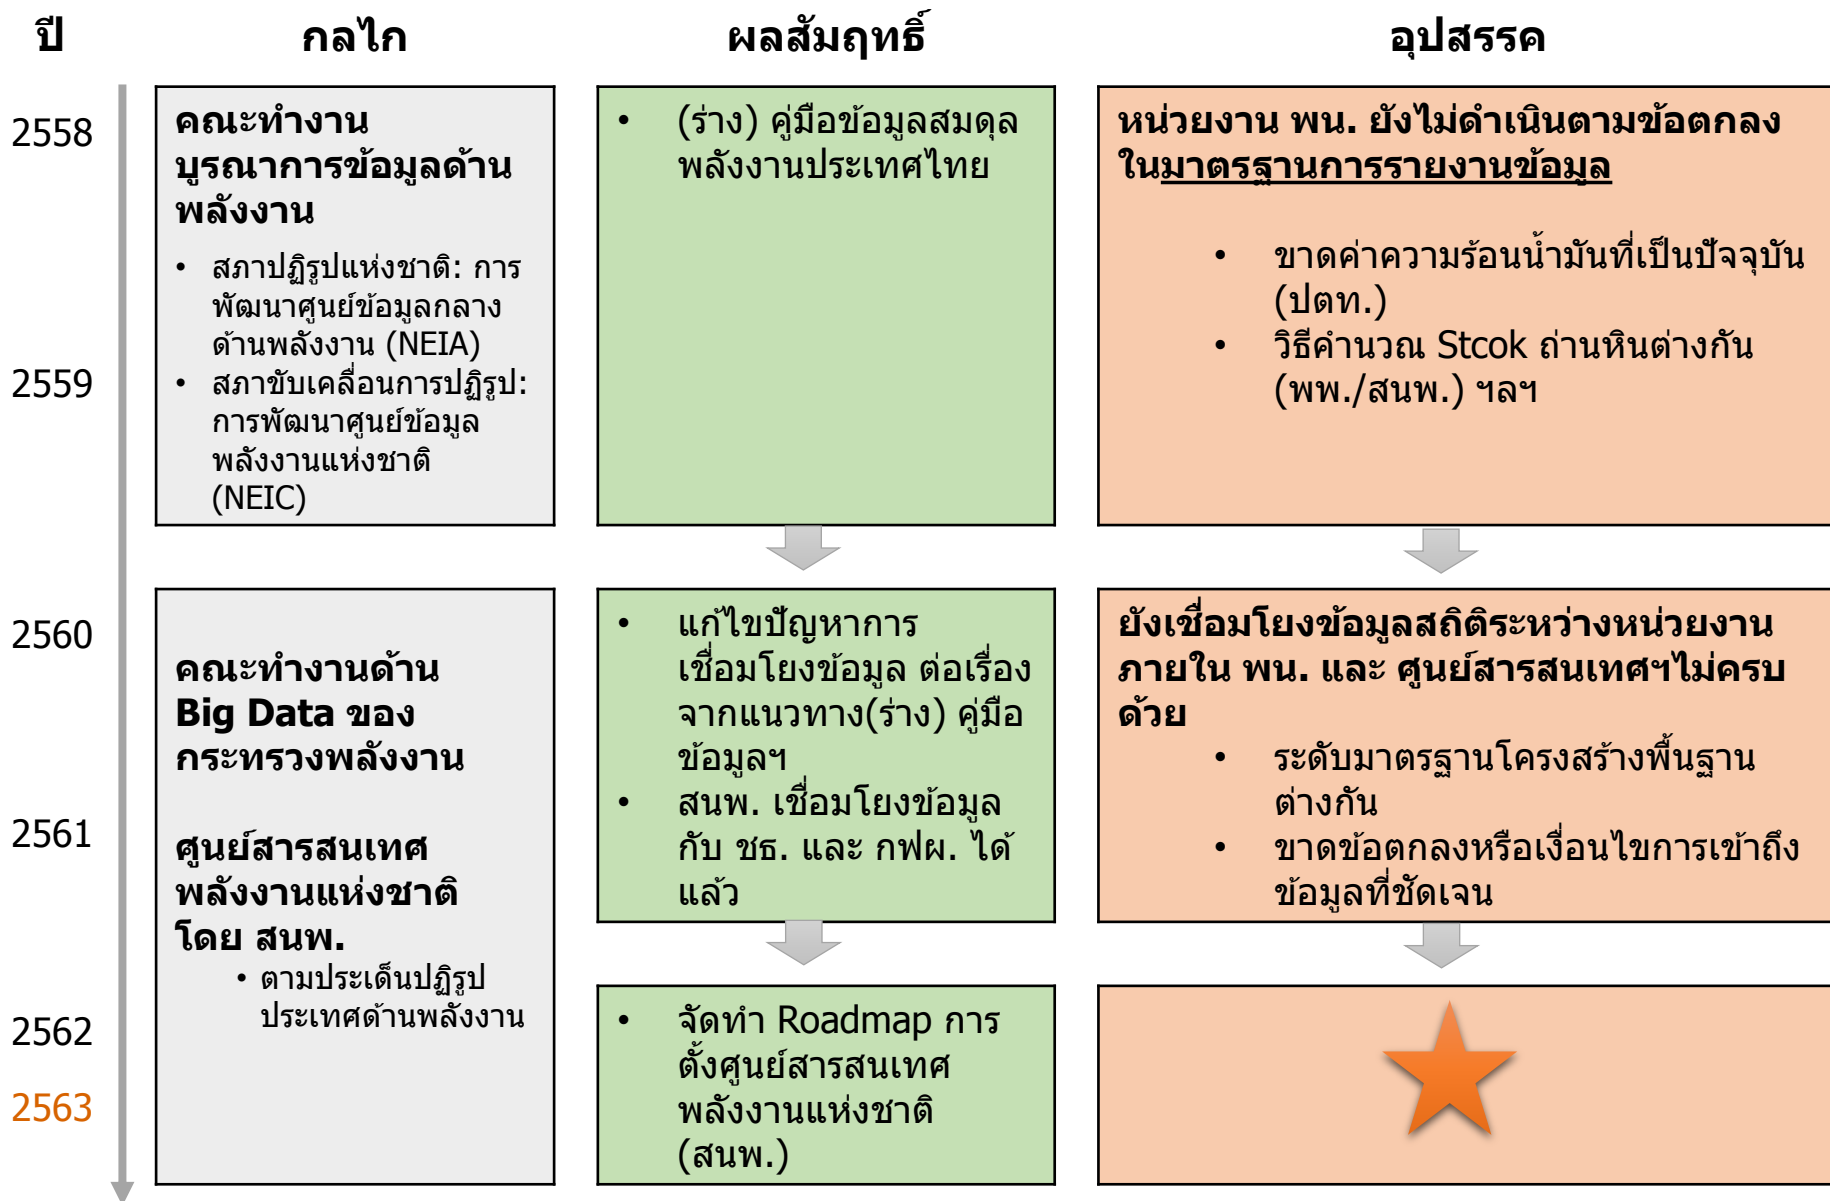 ปี
กลไก
ผลสัมฤทธิ์
อุปสรรค
2558
2559
2560
2561
2562
2563
คณะทำงาน
บูรณาการข้อมูลด้าน
พลังงาน
• สภาปฏิรูปแห่งชาติ: การ
พัฒนาศูนย์ข้อมูลกลาง
ด้านพลังงาน (NEIA)
• สภาขับเคลื่อนการปฏิรูป:
การพัฒนาศูนย์ข้อมูล
พลังงานแห่งชาติ
(NEIC)
• (ร่าง) คู่มือข้อมูลสมดุล
พลังงานประเทศไทย
หน่วยงาน พน. ยังไม่ดำเนินตามข้อตกลง
ในมาตรฐานการรายงานข้อมูล
• ขาดค่าความร้อนน้ำมันที่เป็นปัจจุบัน
(ปตท.)
• วิธีคำนวณ Stcok ถ่านหินต่างกัน
(พพ./สนพ.) ฯลฯ
คณะทำงานด้าน
Big Data ของ
กระทรวงพลังงาน
ศูนย์สารสนเทศ
พลังงานแห่งชาติ
โดย สนพ.
• ตามประเด็นปฏิรูป
ประเทศด้านพลังงาน
• แก้ไขปัญหาการ
เชื่อมโยงข้อมูล ต่อเรื่อง
จากแนวทาง(ร่าง) คู่มือ
ข้อมูลฯ
• สนพ. เชื่อมโยงข้อมูล
กับ ชธ. และ กฟผ. ได้
แล้ว
ยังเชื่อมโยงข้อมูลสถิติระหว่างหน่วยงาน
ภายใน พน. และ ศูนย์สารสนเทศฯไม่ครบ
ด้วย
• ระดับมาตรฐานโครงสร้างพื้นฐาน
ต่างกัน
• ขาดข้อตกลงหรือเงื่อนไขการเข้าถึง
ข้อมูลที่ชัดเจน
• จัดทำ Roadmap การ
ตั้งศูนย์สารสนเทศ
พลังงานแห่งชาติ
(สนพ.)